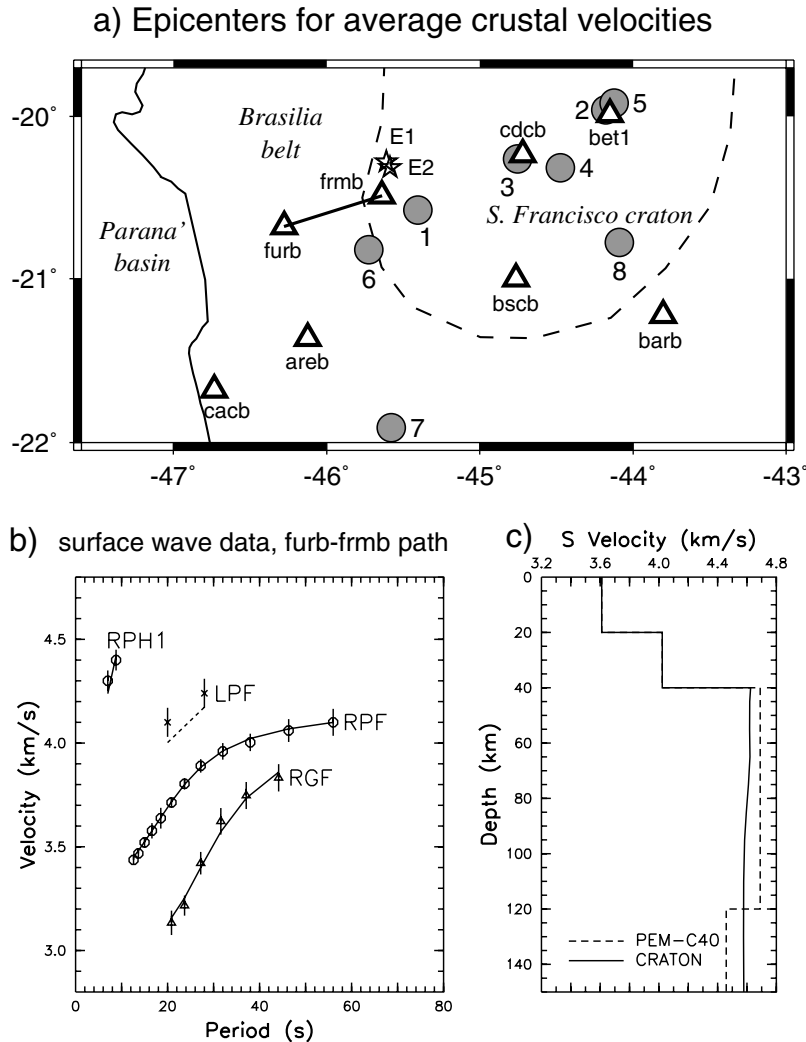 a) Epicenters for average crustal velocities
-20˚
-21˚
-22˚
Brasilia
belt
E1
E2
frmb
furb
Parana'
basin
areb
cacb
cdcb
2
5
bet1
3
4
S. Francisco craton
1
6
8
bscb
barb
7
-47˚
-46˚
-45˚
-44˚
-43˚
b) surface wave data, furb-frmb path
RPH1
LPF
RPF
RGF
4.5
4.0
3.5
3.0
Velocity (km/s)
0
20
40
60
80
Period (s)
c) S Velocity (km/s)
3.2
3.6
4.0
4.4
4.8
0
20
40
60
80
100
120
140
Depth (km)
PEM-C40
CRATON